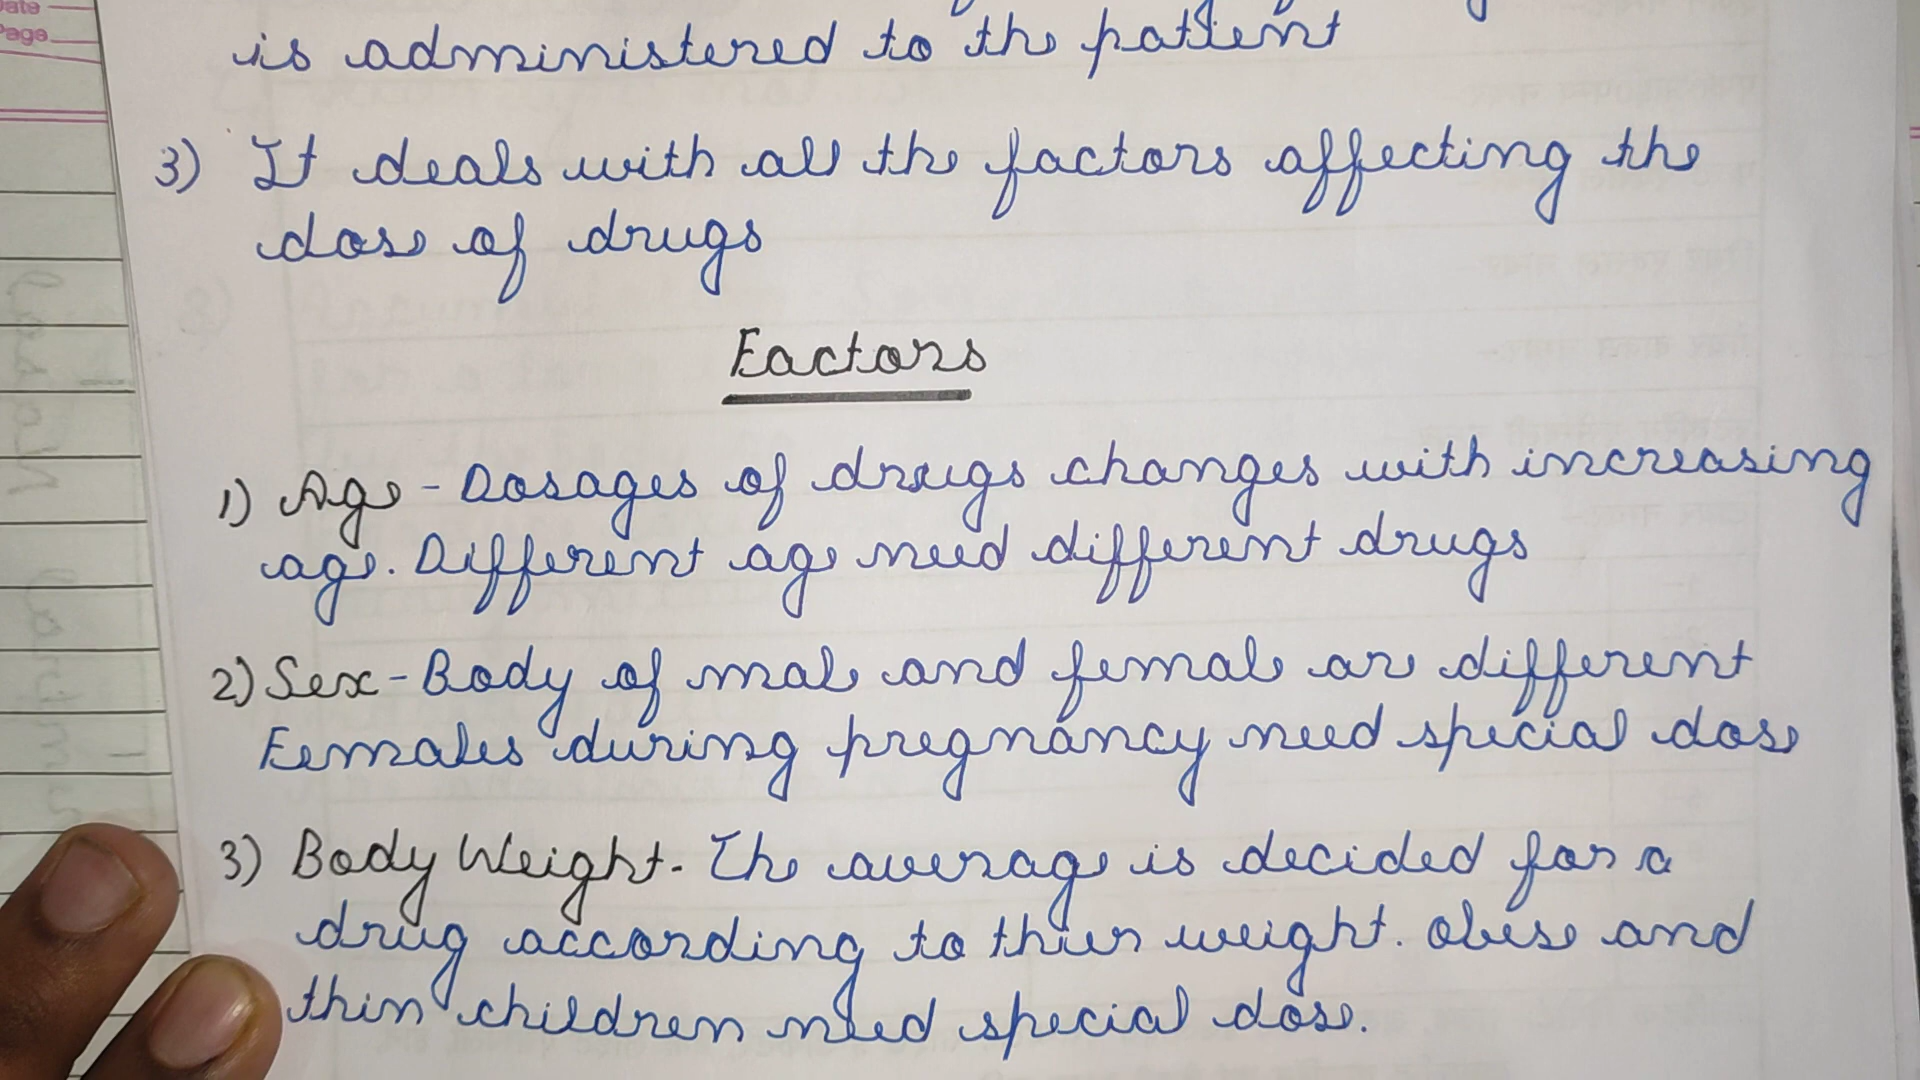 Date
Page
is administered to the patient
3) It deals with all the factors affecting the
dose of drugs
Factors
1) Age - Dosages of drugs changes with increasing
age. Different age need different drugs
2) Sex - Body of male and female are different
Females during pregnancy need special dose
3) Body Weight - The average is decided for a
drug according to thier weight. Obese and
thin children need special dose.